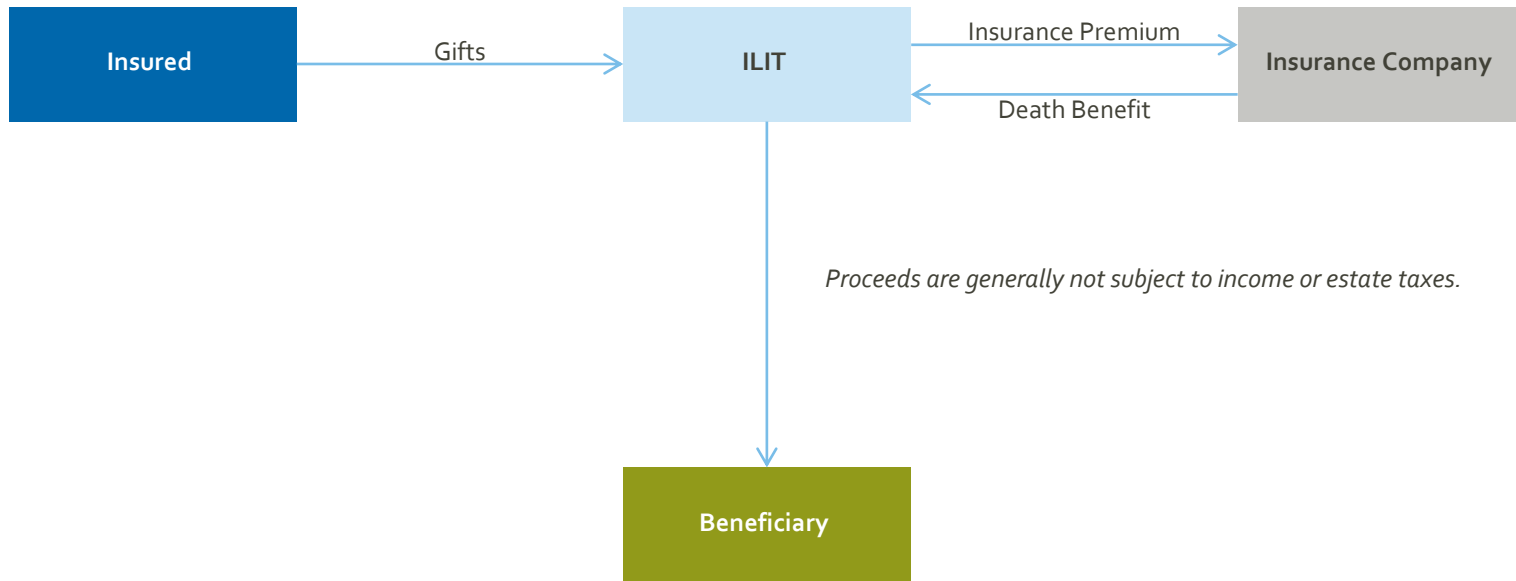 Insured
Gifts
ILIT
Insurance Premium
Insurance Company
Death Benefit
Proceeds are generally not subject to income or estate taxes.
Beneficiary